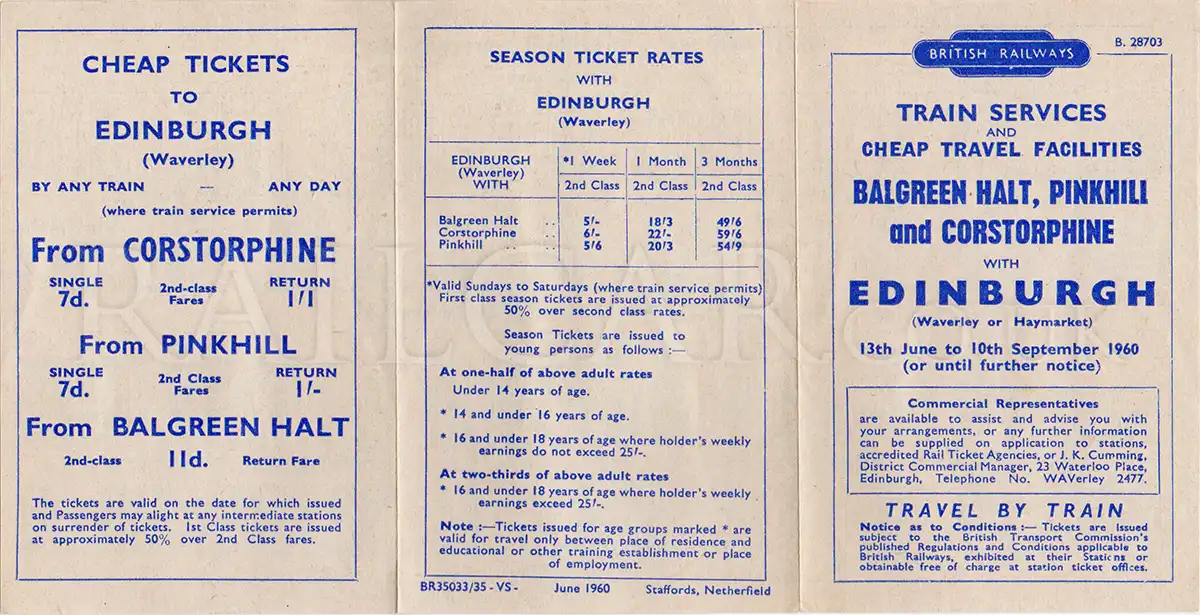 CHEAP TICKETS
TO
EDINBURGH
(Waverley)
BY ANY TRAIN — ANY DAY
(where train service permits)
From CORSTORPHINE
SINGLE 2nd-class RETURN
7d. Fares 1/1
From PINKHILL
SINGLE 2nd Class RETURN
7d. Fares 1/-
From BALGREEN HALT
2nd-class 11d. Return Fare
The tickets are valid on the date for which issued
and Passengers may alight at any intermediate stations
on surrender of tickets. 1st Class tickets are issued
at approximately 50% over 2nd Class fares.
SEASON TICKET RATES
WITH
EDINBURGH
(Waverley)
EDINBURGH *1 Week 1 Month 3 Months
(Waverley)
WITH 2nd Class 2nd Class 2nd Class
Balgreen Halt .. 5/- 18/3 49/6
Corstorphine .. 6/- 22/- 59/6
Pinkhill .. .. 5/6 20/3 54/9
*Valid Sundays to Saturdays (where train service permits)
First class season tickets are issued at approximately
50% over second class rates.
Season Tickets are issued to
young persons as follows :—
At one-half of above adult rates
Under 14 years of age.
* 14 and under 16 years of age.
* 16 and under 18 years of age where holder's weekly
earnings do not exceed 25/-.
At two-thirds of above adult rates
* 16 and under 18 years of age where holder's weekly
earnings exceed 25/-.
Note :—Tickets issued for age groups marked * are
valid for travel only between place of residence and
educational or other training establishment or place
of employment.
BR35033/35 - VS - June 1960 Staffords, Netherfield
B. 28703
BRITISH RAILWAYS
TRAIN SERVICES
AND
CHEAP TRAVEL FACILITIES
BALGREEN HALT, PINKHILL
and CORSTORPHINE
WITH
EDINBURGH
(Waverley or Haymarket)
13th June to 10th September 1960
(or until further notice)
Commercial Representatives
are available to assist and advise you with
your arrangements, or any further information
can be supplied on application to stations,
accredited Rail Ticket Agencies, or J. K. Cumming,
District Commercial Manager, 23 Waterloo Place,
Edinburgh, Telephone No. WAVerley 2477.
TRAVEL BY TRAIN
Notice as to Conditions :— Tickets are issued
subject to the British Transport Commission's
published Regulations and Conditions applicable to
British Railways, exhibited at their Stations or
obtainable free of charge at station ticket offices.
RAILCAR.co.uk